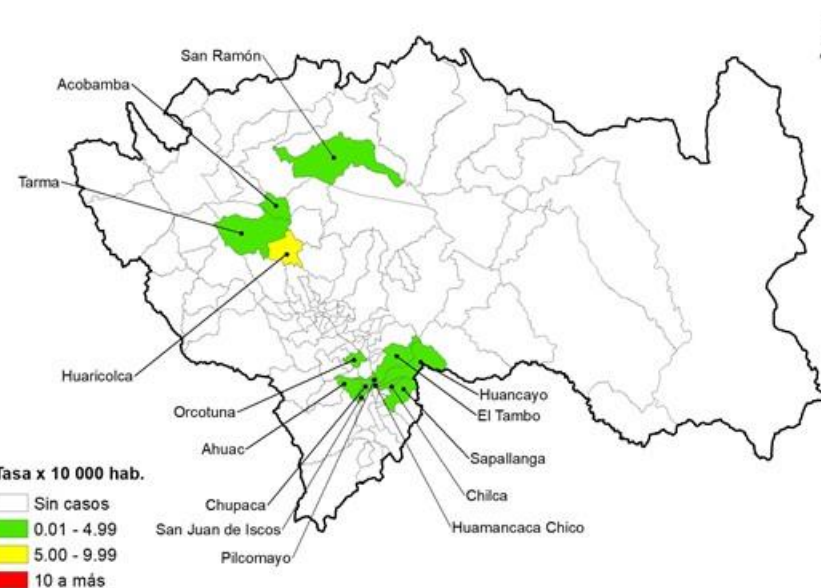 San Ramón
Acobamba
Tarma
Huaricolca
Orcotuna
Ahuac
Chupaca
San Juan de Iscos
Pilcomayo
Huancayo
El Tambo
Sapallanga
Chilca
Huamancaca Chico
Tasa x 10 000 hab.
Sin casos
0.01 - 4.99
5.00 - 9.99
10 a más